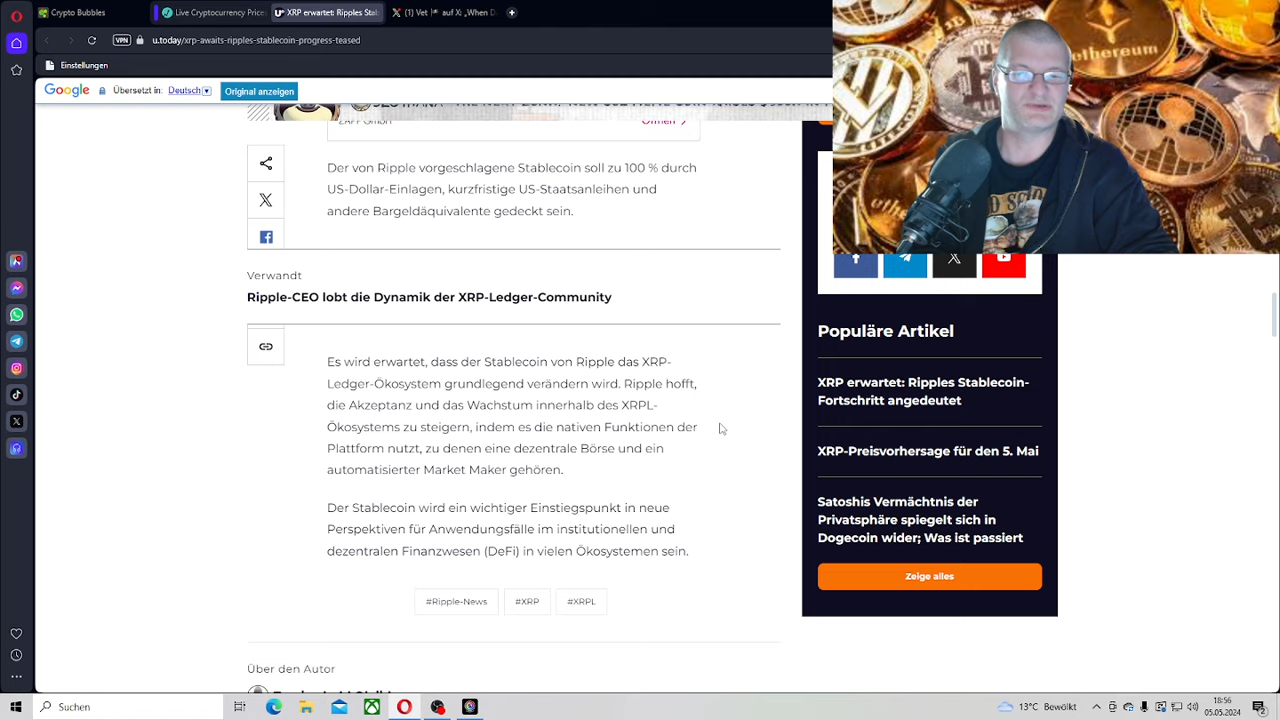 Crypto Bubbles
Live Cryptocurrency Price
XRP erwartet Ripples Stabl
Vet auf X: „When D
VPN
u.today/xrp-awaits-ripples-stablecoin-progress-teased
Einstellungen
Google
Übersetzt in:
Deutsch
Original anzeigen
ZAFF GmbH
Öffnen
Der von Ripple vorgeschlagene Stablecoin soll zu 100 % durch
US-Dollar-Einlagen, kurzfristige US-Staatsanleihen und
andere Bargeldäquivalente gedeckt sein.
Verwandt
Ripple-CEO lobt die Dynamik der XRP-Ledger-Community
Es wird erwartet, dass der Stablecoin von Ripple das XRP-
Ledger-Ökosystem grundlegend verändern wird. Ripple hofft,
die Akzeptanz und das Wachstum innerhalb des XRPL-
Ökosystems zu steigern, indem es die nativen Funktionen der
Plattform nutzt, zu denen eine dezentrale Börse und ein
automatisierter Market Maker gehören.
Der Stablecoin wird ein wichtiger Einstiegspunkt in neue
Perspektiven für Anwendungsfälle im institutionellen und
dezentralen Finanzwesen (DeFi) in vielen Ökosystemen sein.
#Ripple-News
#XRP
#XRPL
Über den Autor
Populäre Artikel
XRP erwartet: Ripples Stablecoin-
Fortschritt angedeutet
XRP-Preisvorhersage für den 5. Mai
Satoshis Vermächtnis der
Privatsphäre spiegelt sich in
Dogecoin wider; Was ist passiert
Zeige alles
ethereum
Suchen
13°C Bewölkt
18:56
05.05.2024